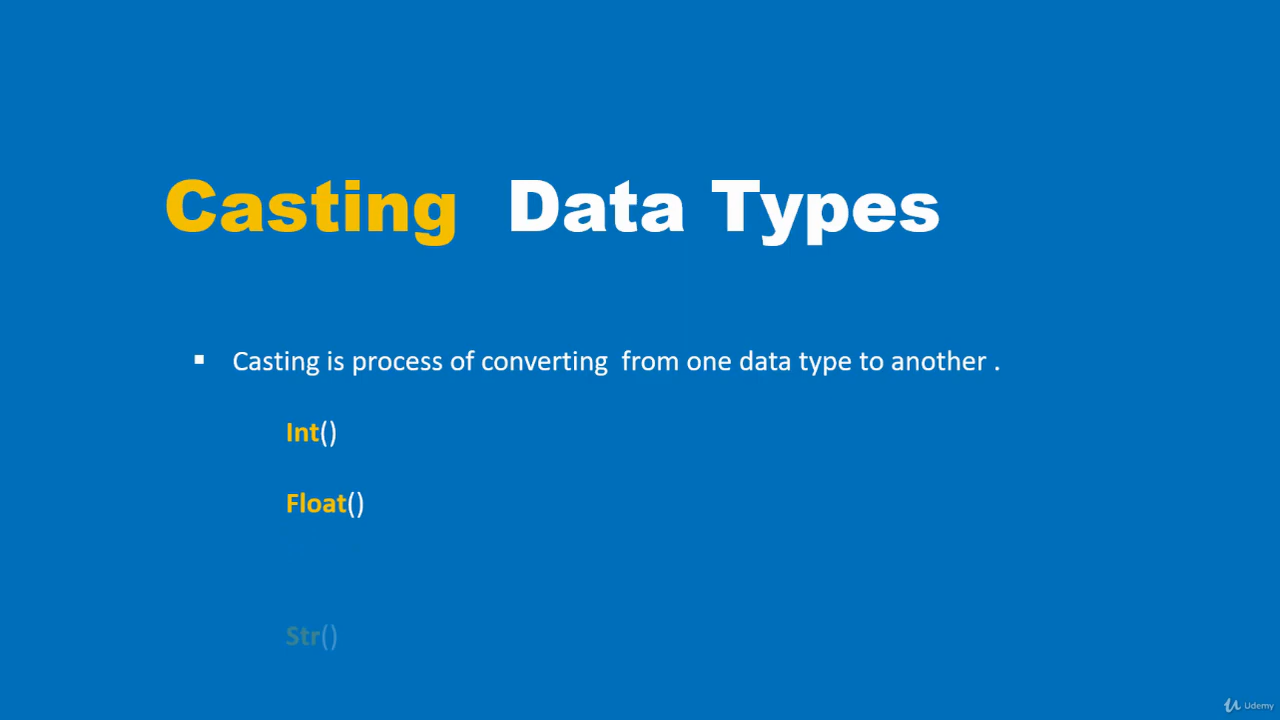 Casting Data Types
▪ Casting is process of converting from one data type to another .
Int()
Float()
Str()
Udemy